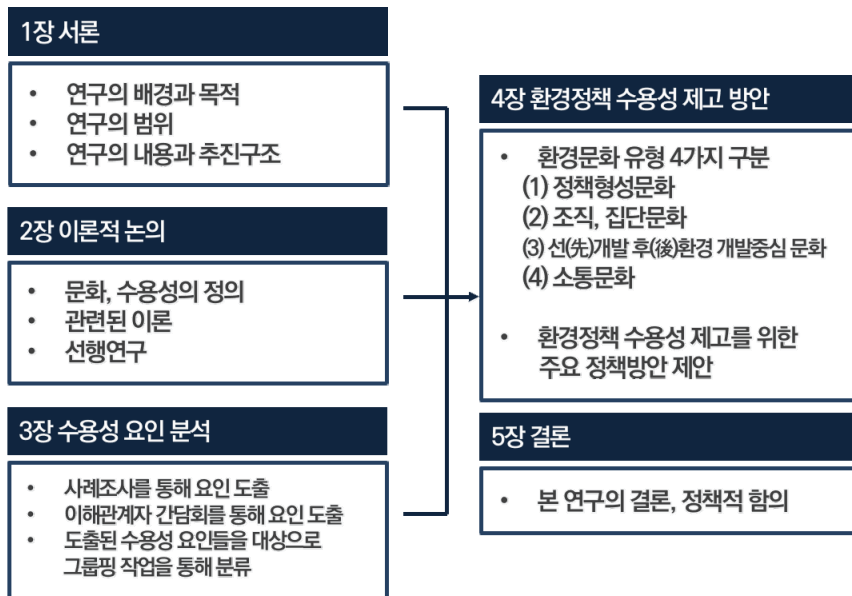 1장 서론
• 연구의 배경과 목적
• 연구의 범위
• 연구의 내용과 추진구조
2장 이론적 논의
• 문화, 수용성의 정의
• 관련된 이론
• 선행연구
3장 수용성 요인 분석
• 사례조사를 통해 요인 도출
• 이해관계자 간담회를 통해 요인 도출
• 도출된 수용성 요인들을 대상으로
그룹핑 작업을 통해 분류
4장 환경정책 수용성 제고 방안
• 환경문화 유형 4가지 구분
(1) 정책형성문화
(2) 조직, 집단문화
(3) 선(先)개발 후(後)환경 개발중심 문화
(4) 소통문화
• 환경정책 수용성 제고를 위한
주요 정책방안 제안
5장 결론
• 본 연구의 결론, 정책적 함의